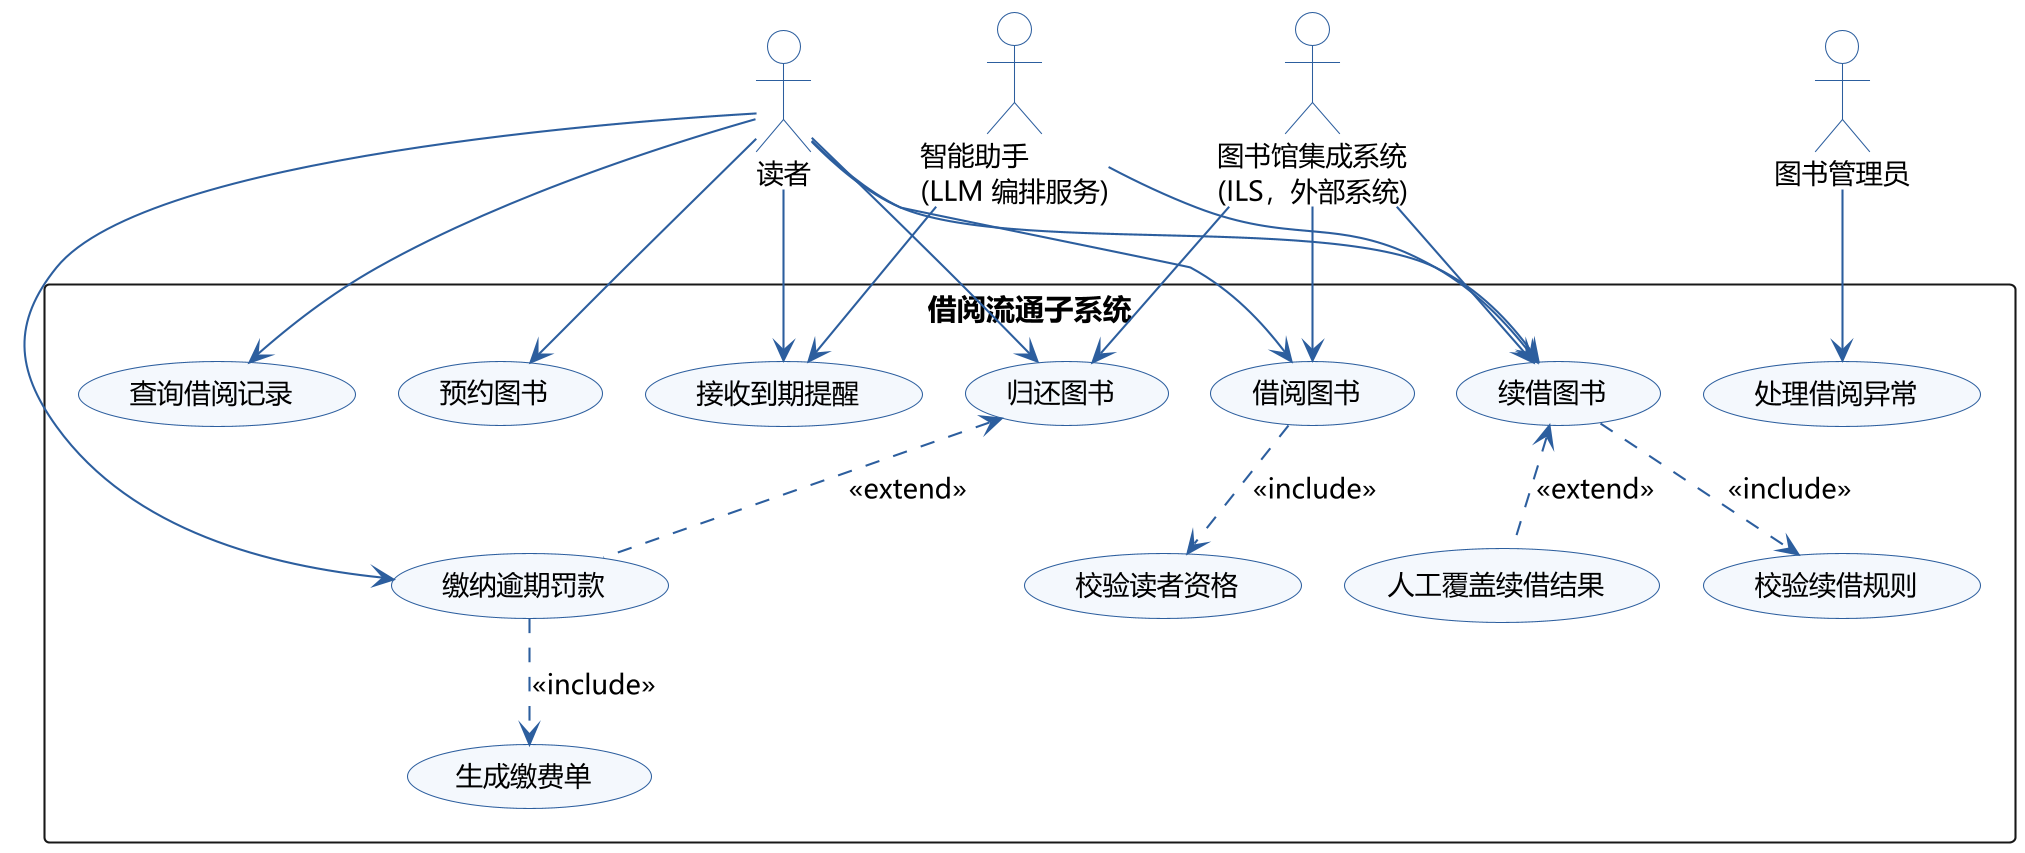 读者
智能助手
(LLM 编排服务)
图书馆集成系统
(ILS，外部系统)
图书管理员
借阅流通子系统
查询借阅记录
预约图书
接收到期提醒
归还图书
借阅图书
续借图书
处理借阅异常
«extend»
«include»
«extend»
«include»
缴纳逾期罚款
校验读者资格
人工覆盖续借结果
校验续借规则
«include»
生成缴费单